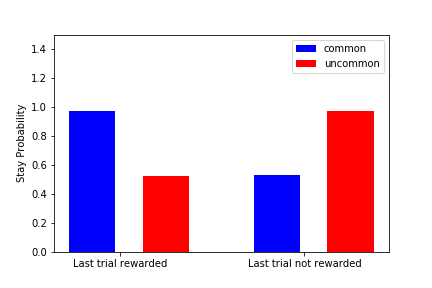 1.4
1.2
1.0
0.8
0.6
0.4
0.2
0.0
Stay Probability
common
uncommon
Last trial rewarded
Last trial not rewarded